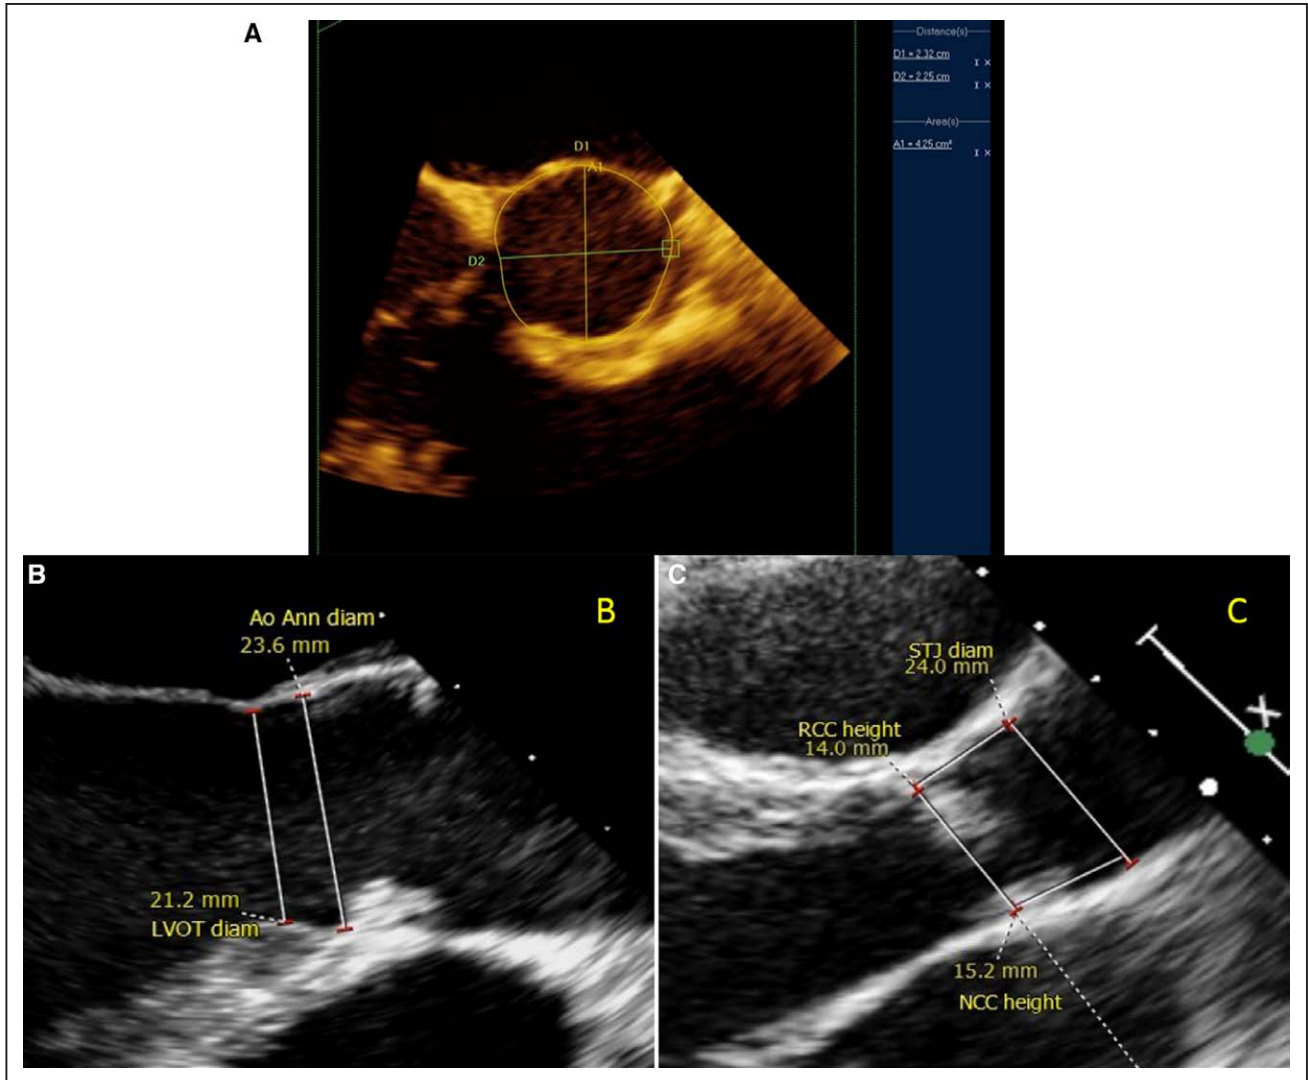 A
Distance(s)
D1 = 2.32 cm
I ×
D2 = 2.25 cm
I ×
Area(s)
A1 = 4.25 cm²
I ×
D1
A1
D2
B
B
Ao Ann diam
23.6 mm
21.2 mm
LVOT diam
C
C
STJ diam
24.0 mm
RCC height
14.0 mm
15.2 mm
NCC height